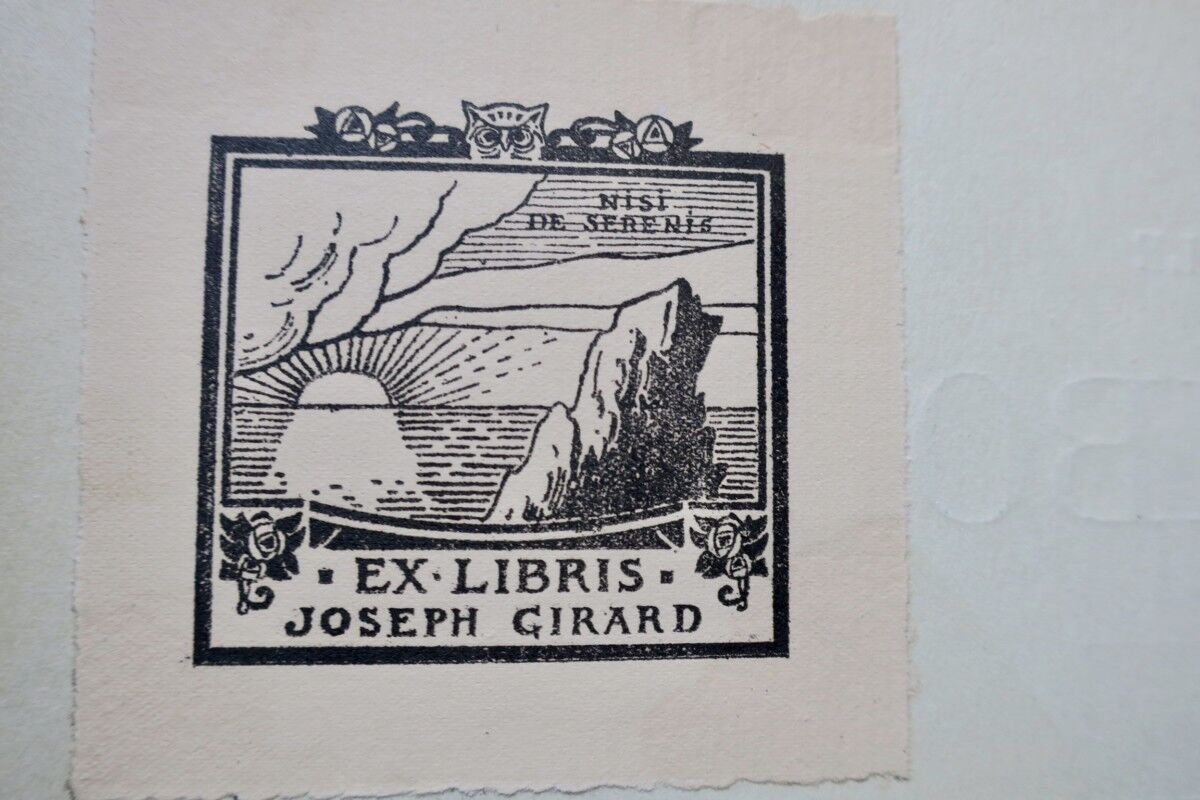 NiSi
DE SERENiS
EX·LIBRIS
JOSEPH GIRARD